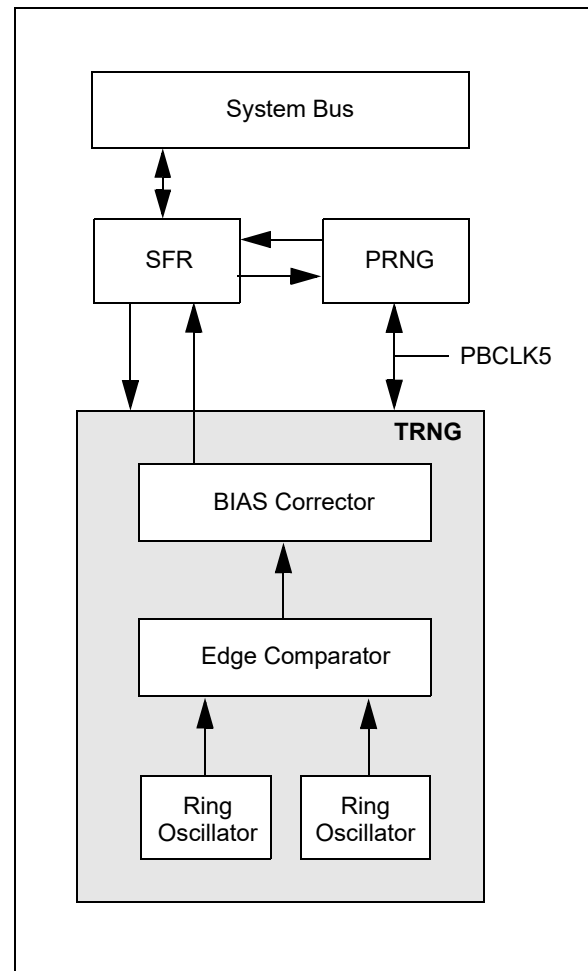 System Bus
SFR
PRNG
PBCLK5
TRNG
BIAS Corrector
Edge Comparator
Ring
Oscillator
Ring
Oscillator